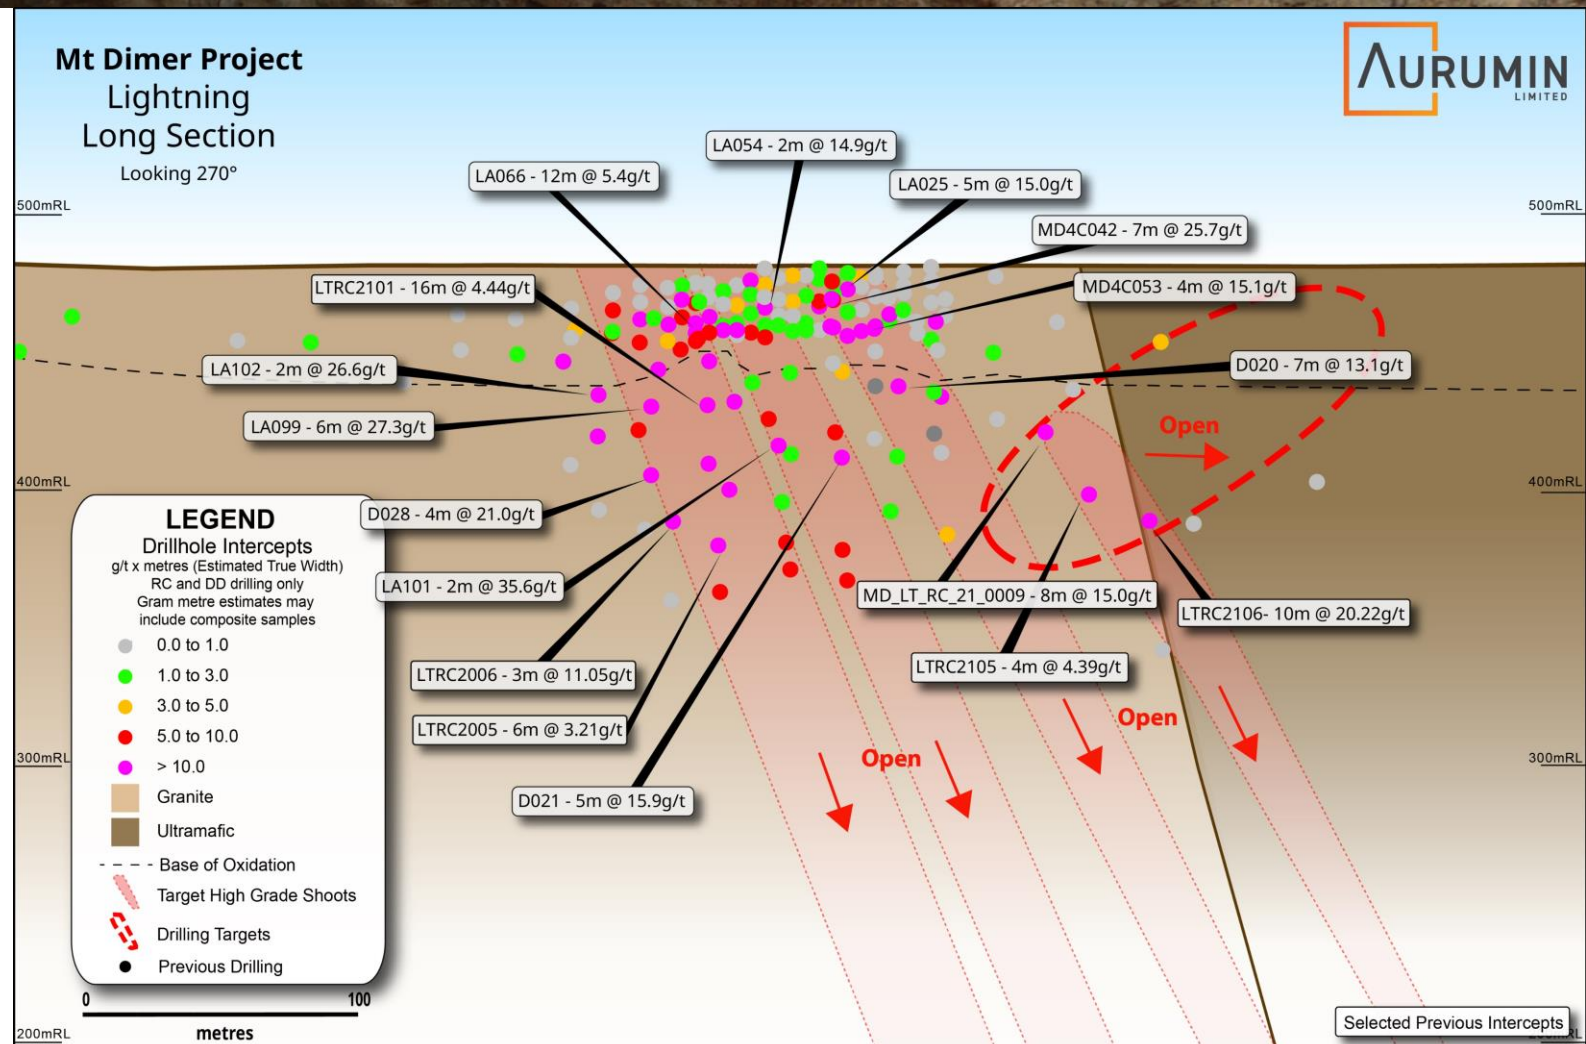 Mt Dimer Project
Lightning
Long Section
Looking 270°
AURUMIN
LIMITED
LA054 - 2m @ 14.9g/t
LA066 - 12m @ 5.4g/t
LA025 - 5m @ 15.0g/t
500mRL
500mRL
MD4C042 - 7m @ 25.7g/t
LTRC2101 - 16m @ 4.44g/t
MD4C053 - 4m @ 15.1g/t
LA102 - 2m @ 26.6g/t
D020 - 7m @ 13.1g/t
LA099 - 6m @ 27.3g/t
Open
400mRL
400mRL
D028 - 4m @ 21.0g/t
LA101 - 2m @ 35.6g/t
MD_LT_RC_21_0009 - 8m @ 15.0g/t
LTRC2106- 10m @ 20.22g/t
LTRC2006 - 3m @ 11.05g/t
LTRC2105 - 4m @ 4.39g/t
LTRC2005 - 6m @ 3.21g/t
Open
Open
300mRL
300mRL
D021 - 5m @ 15.9g/t
LEGEND
Drillhole Intercepts
g/t x metres (Estimated True Width)
RC and DD drilling only
Gram metre estimates may
include composite samples
0.0 to 1.0
1.0 to 3.0
3.0 to 5.0
5.0 to 10.0
> 10.0
Granite
Ultramafic
Base of Oxidation
Target High Grade Shoots
Drilling Targets
Previous Drilling
0 100
metres
200mRL
Selected Previous Intercepts
200mRL